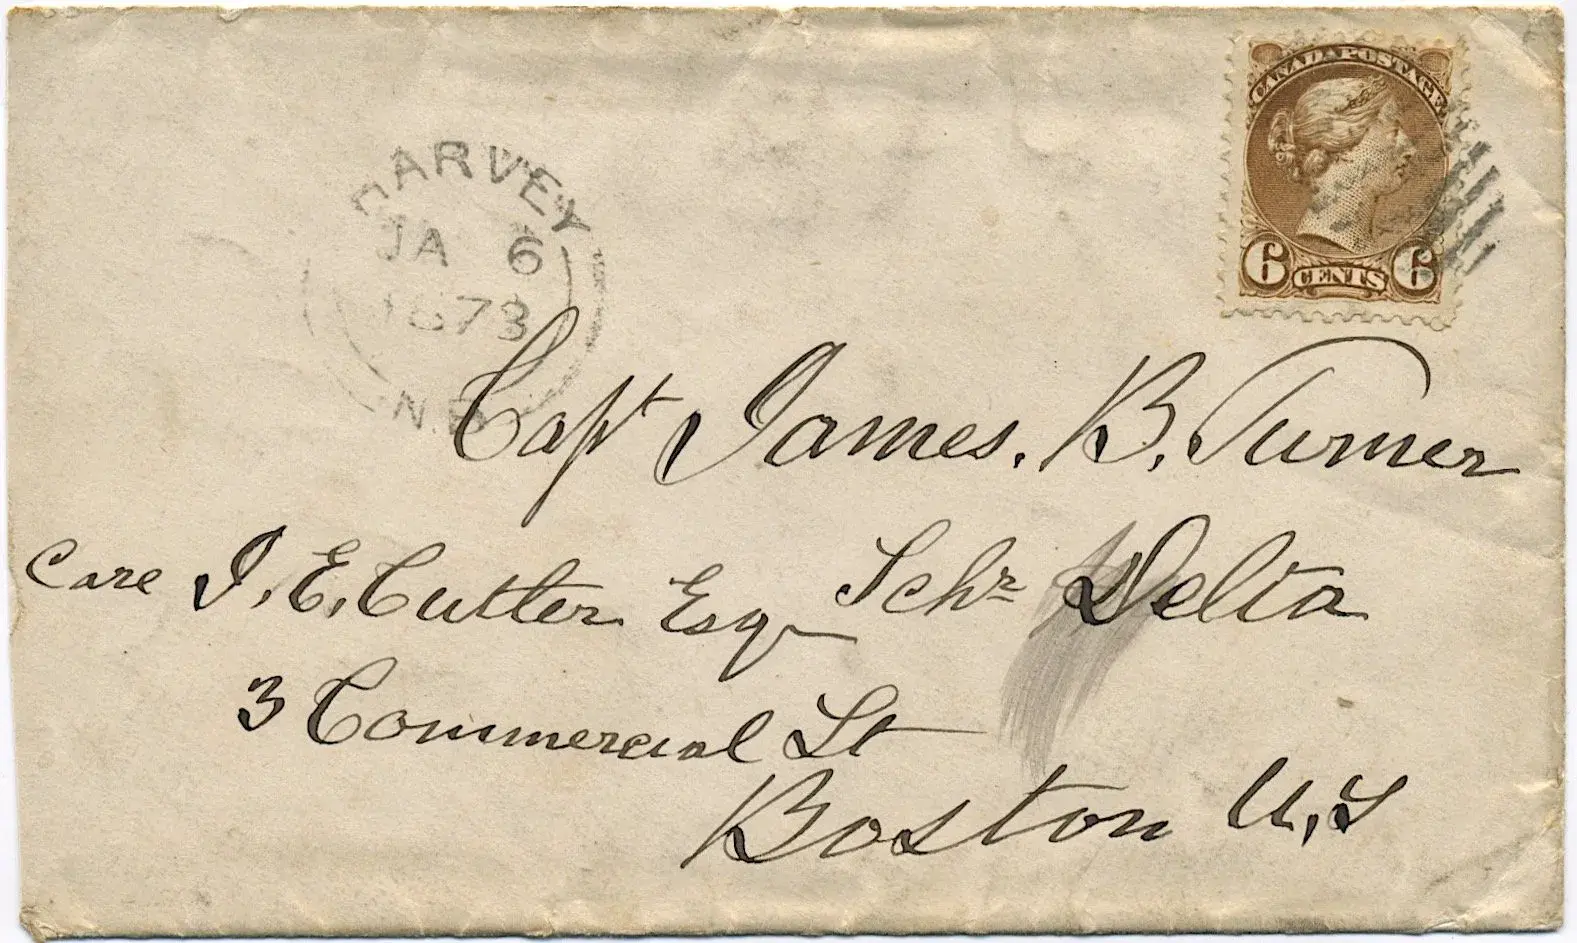 CANADA POSTAGE
6 CENTS 6
HARVEY
JA 6
1873
N.B.
Capt James. B. Turner
Schr Delta
Care I. E. Cutter Esq
3 Commercial St
Boston U.S